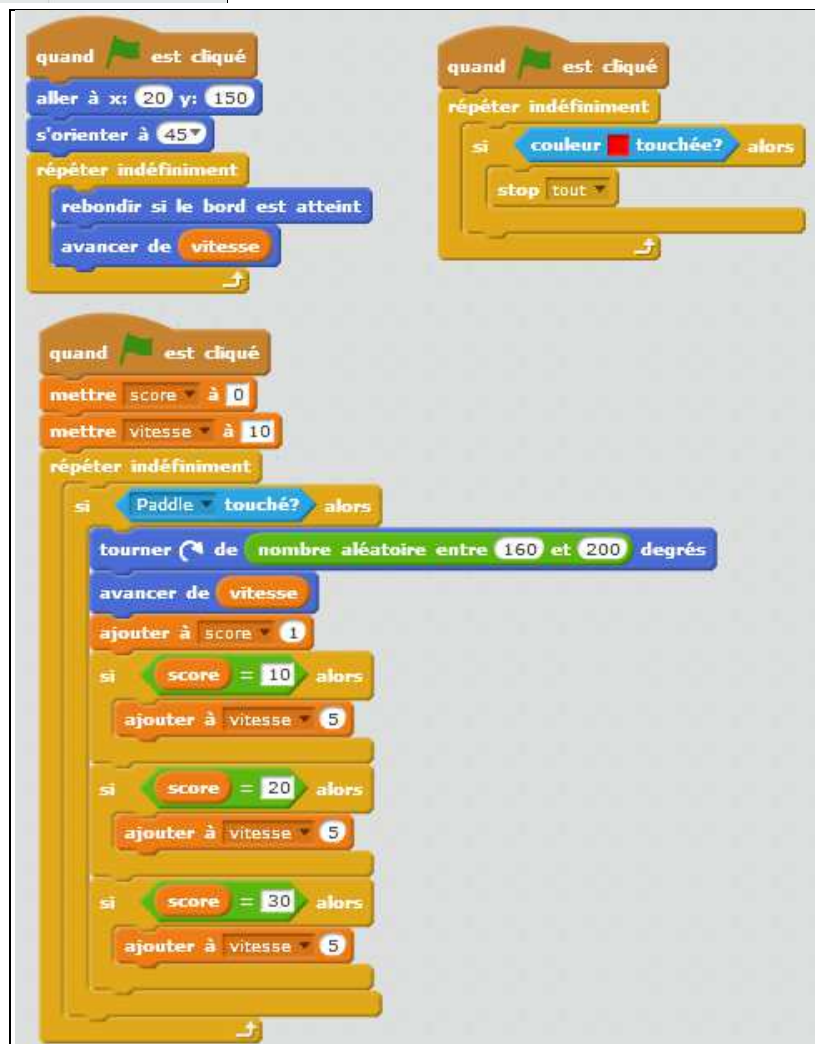 quand est cliqué
aller à x: 20 y: 150
s'orienter à 45
répéter indéfiniment
rebondir si le bord est atteint
avancer de vitesse
quand est cliqué
répéter indéfiniment
si couleur touchée? alors
stop tout
quand est cliqué
mettre score à 0
mettre vitesse à 10
répéter indéfiniment
si Paddle touché? alors
tourner de nombre aléatoire entre 160 et 200 degrés
avancer de vitesse
ajouter à score 1
si score = 10 alors
ajouter à vitesse 5
si score = 20 alors
ajouter à vitesse 5
si score = 30 alors
ajouter à vitesse 5